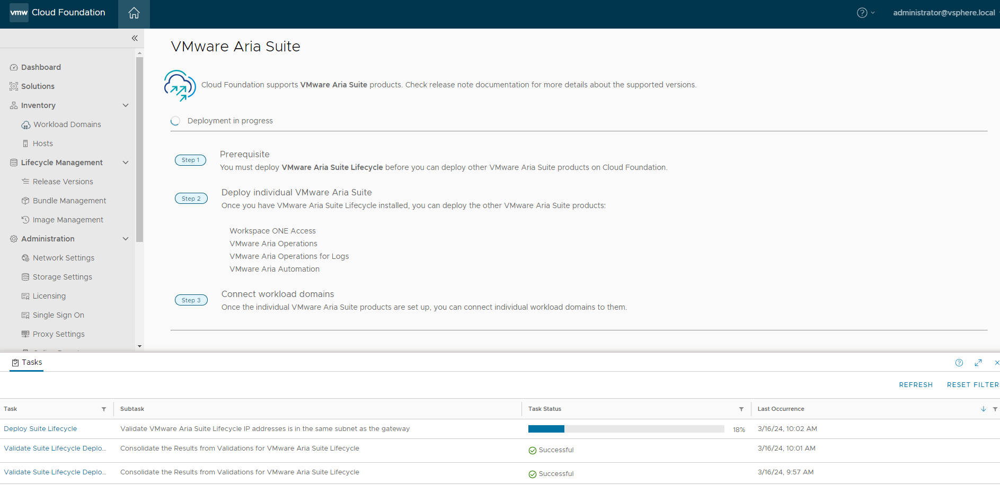 vmw Cloud Foundation
administrator@vsphere.local
Dashboard
Solutions
Inventory
Workload Domains
Hosts
Lifecycle Management
Release Versions
Bundle Management
Image Management
Administration
Network Settings
Storage Settings
Licensing
Single Sign On
Proxy Settings
VMware Aria Suite
Cloud Foundation supports VMware Aria Suite products. Check release note documentation for more details about the supported versions.
Deployment in progress
Step 1
Prerequisite
You must deploy VMware Aria Suite Lifecycle before you can deploy other VMware Aria Suite products on Cloud Foundation.
Step 2
Deploy individual VMware Aria Suite
Once you have VMware Aria Suite Lifecycle installed, you can deploy the other VMware Aria Suite products:
Workspace ONE Access
VMware Aria Operations
VMware Aria Operations for Logs
VMware Aria Automation
Step 3
Connect workload domains
Once the individual VMware Aria Suite products are set up, you can connect individual workload domains to them.
Tasks
REFRESH RESET FILTER
Task Subtask Task Status Last Occurrence
Deploy Suite Lifecycle Validate VMware Aria Suite Lifecycle IP addresses is in the same subnet as the gateway 18% 3/16/24, 10:02 AM
Validate Suite Lifecycle Deplo... Consolidate the Results from Validations for VMware Aria Suite Lifecycle Successful 3/16/24, 10:01 AM
Validate Suite Lifecycle Deplo... Consolidate the Results from Validations for VMware Aria Suite Lifecycle Successful 3/16/24, 9:57 AM